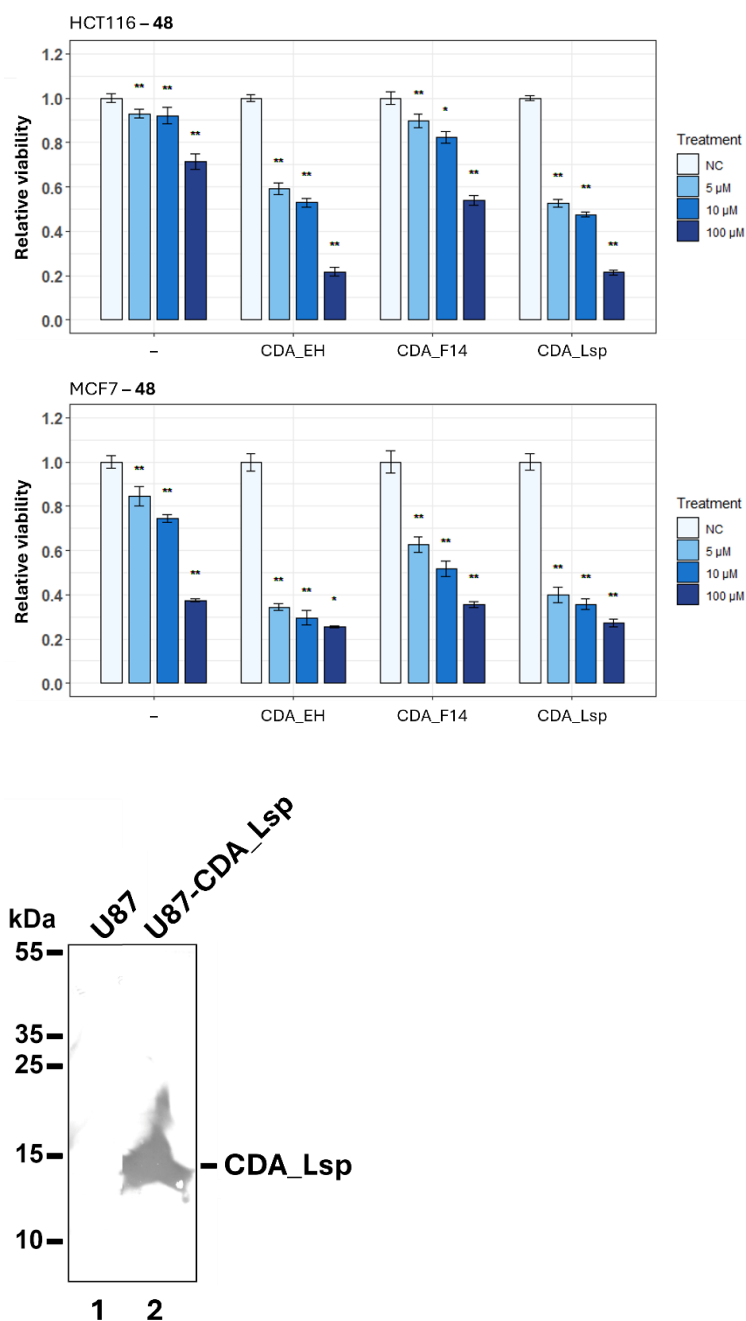 HCT116 – 48
Relative viability
1.2
1.0
0.8
0.6
0.4
0.2
0.0
** ** **
** ** **
** * **
** ** **
– CDA_EH CDA_F14 CDA_Lsp
Treatment
NC
5 µM
10 µM
100 µM
MCF7 – 48
Relative viability
1.2
1.0
0.8
0.6
0.4
0.2
0.0
** ** **
** ** *
** ** **
** ** **
– CDA_EH CDA_F14 CDA_Lsp
Treatment
NC
5 µM
10 µM
100 µM
kDa
U87
U87-CDA_Lsp
55
35
25
15
10
CDA_Lsp
1 2